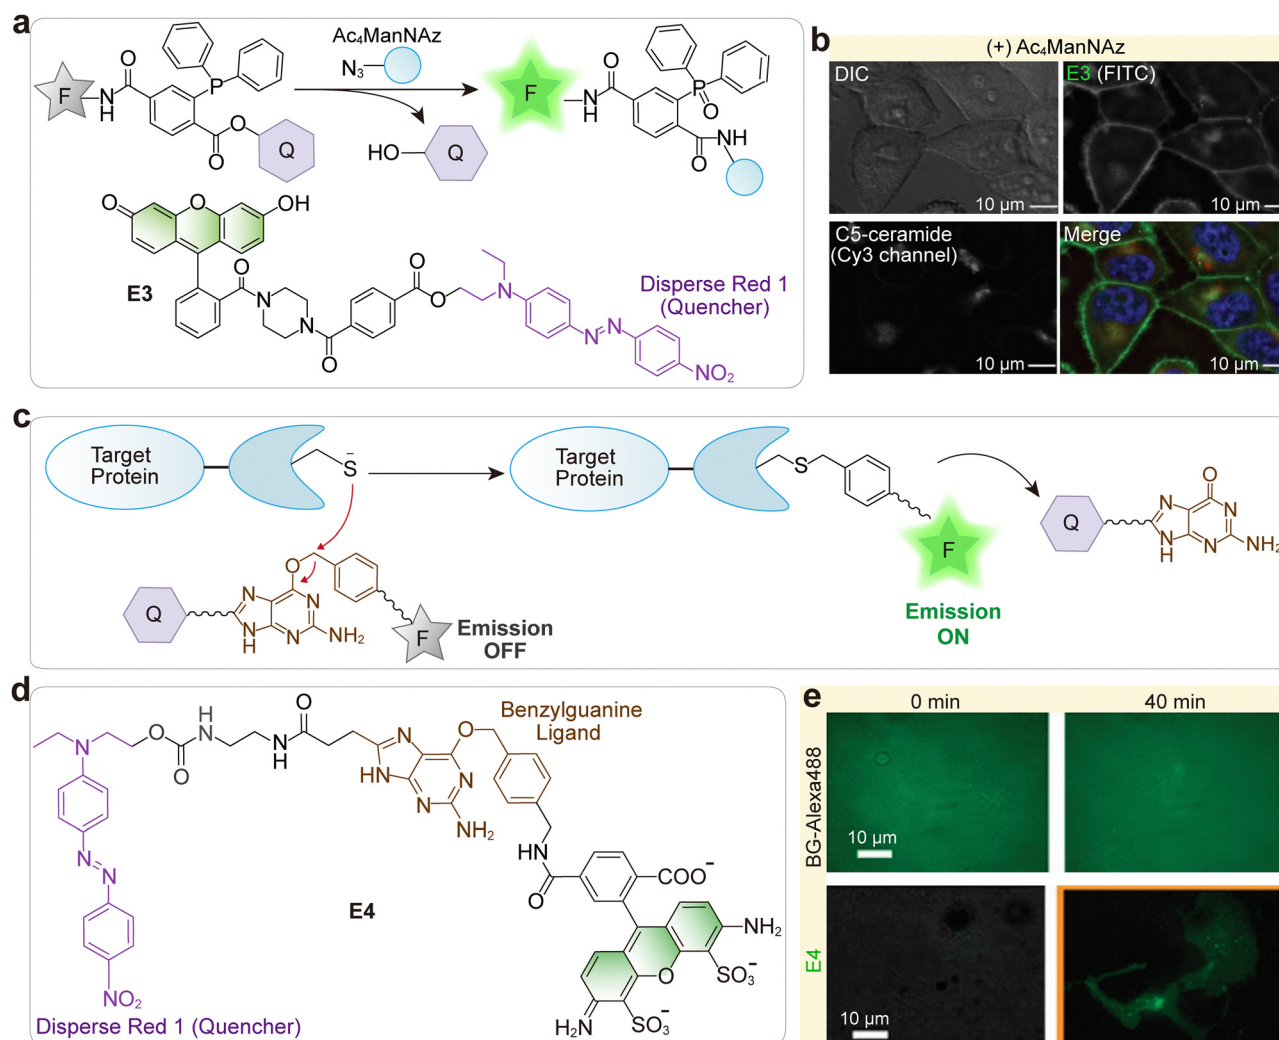 a
F
NH
O
P
O
O
Q
Ac₄ManNAz
N₃
HO
Q
F
NH
O
P
O
O
NH
O
O
OH
E3
O
N
N
O
O
O
N
N
N
NO₂
Disperse Red 1
(Quencher)
b
(+) Ac₄ManNAz
DIC
10 µm
E3 (FITC)
10 µm
C5-ceramide
(Cy3 channel)
10 µm
Merge
10 µm
c
Target
Protein
S⁻
Q
N
N
H
O
N
N
NH₂
F
Emission
OFF
Target
Protein
S
F
Emission
ON
Q
N
N
H
O
N
N
NH₂
d
N
O
O
H
N
N
H
O
N
HN
O
N
N
NH₂
Benzylguanine
Ligand
HN
O
COO⁻
NH₂
SO₃⁻
O
SO₃⁻
H₂N
N
N
NO₂
E4
Disperse Red 1 (Quencher)
e
0 min
40 min
BG-Alexa488
10 µm
E4
10 µm